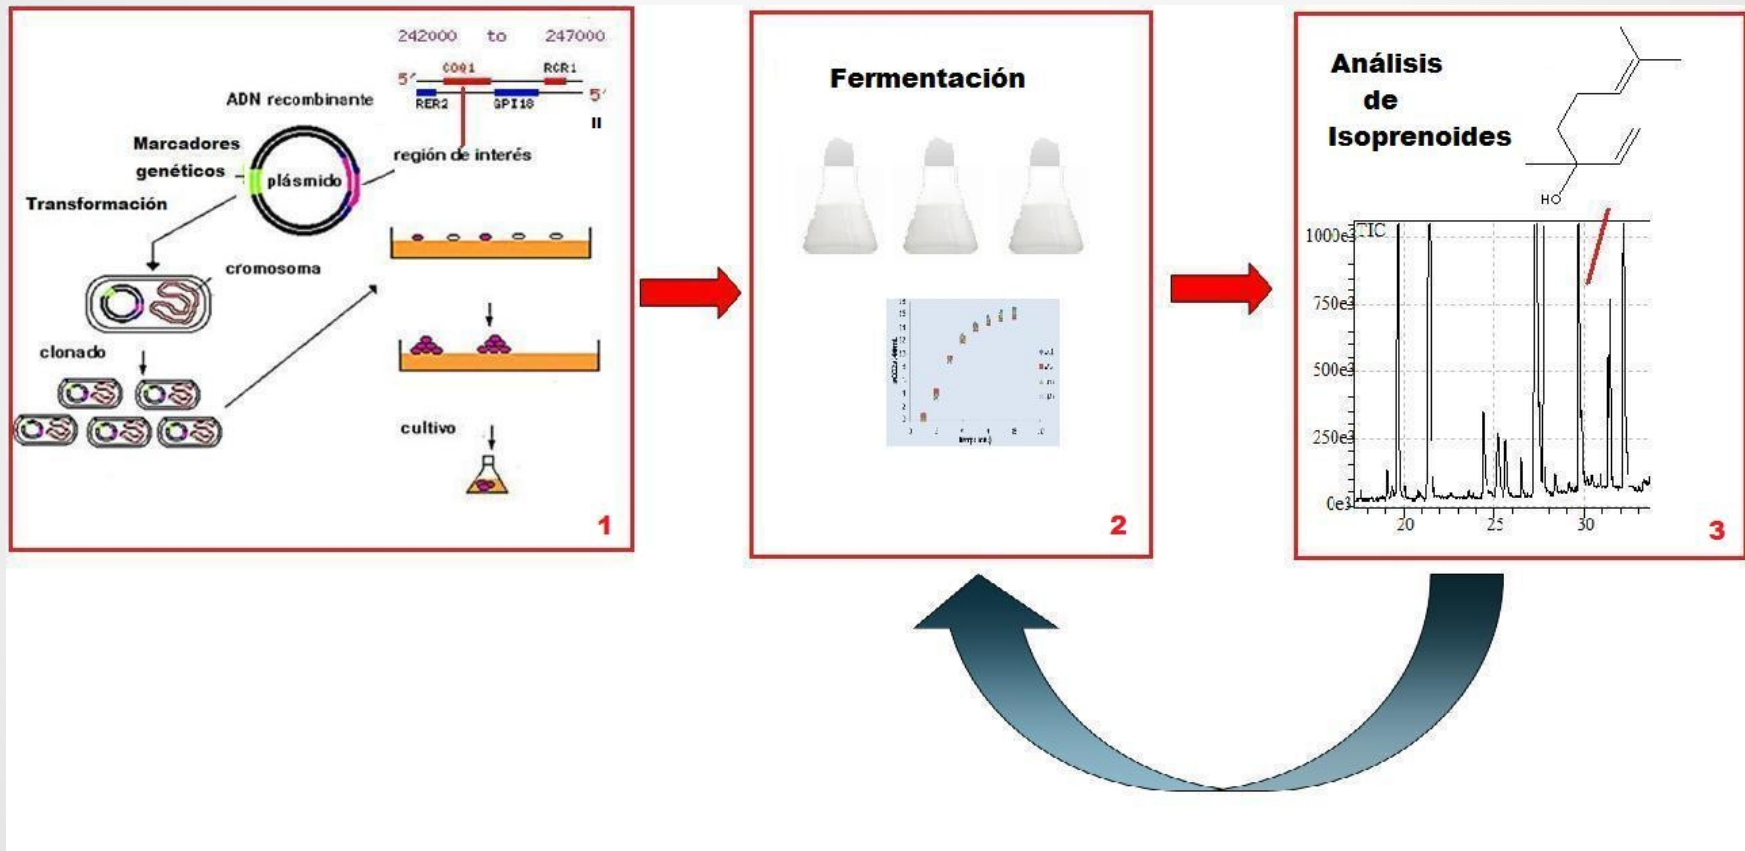 242000 to 247000
COQ1
RCR1
5'
RER2
GPI18
5'
II
ADN recombinante
Marcadores
genéticos
plásmido
región de interés
Transformación
cromosoma
clonado
cultivo
1
Fermentación
2
Análisis
de
Isoprenoides
HO
TIC
1000e3
750e3
500e3
250e3
0e3
20 25 30
3